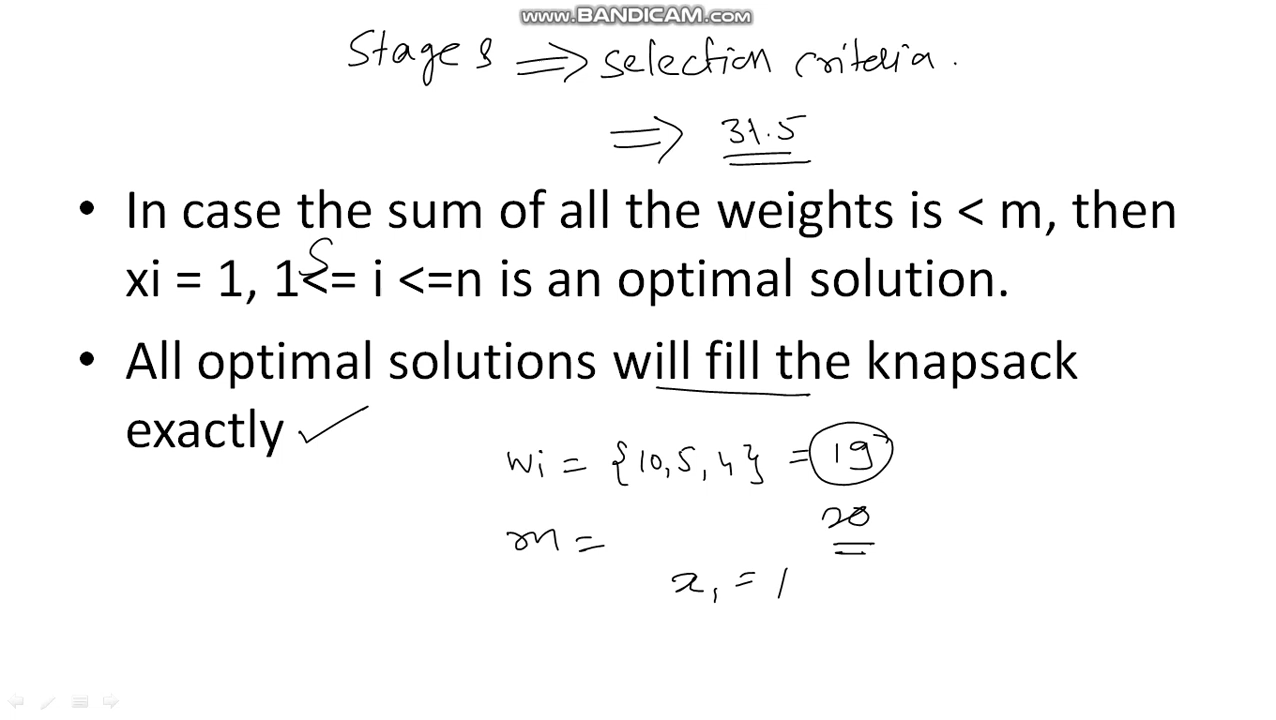 www.BANDICAM.com
Stages ⇒ selection criteria.
⇒ 31.5
• In case the sum of all the weights is < m, then
xi = 1, 1<= i <=n is an optimal solution.
• All optimal solutions will fill the knapsack
exactly ✓
wi = {10,5,4} = 19
20
m =
x1 = 1